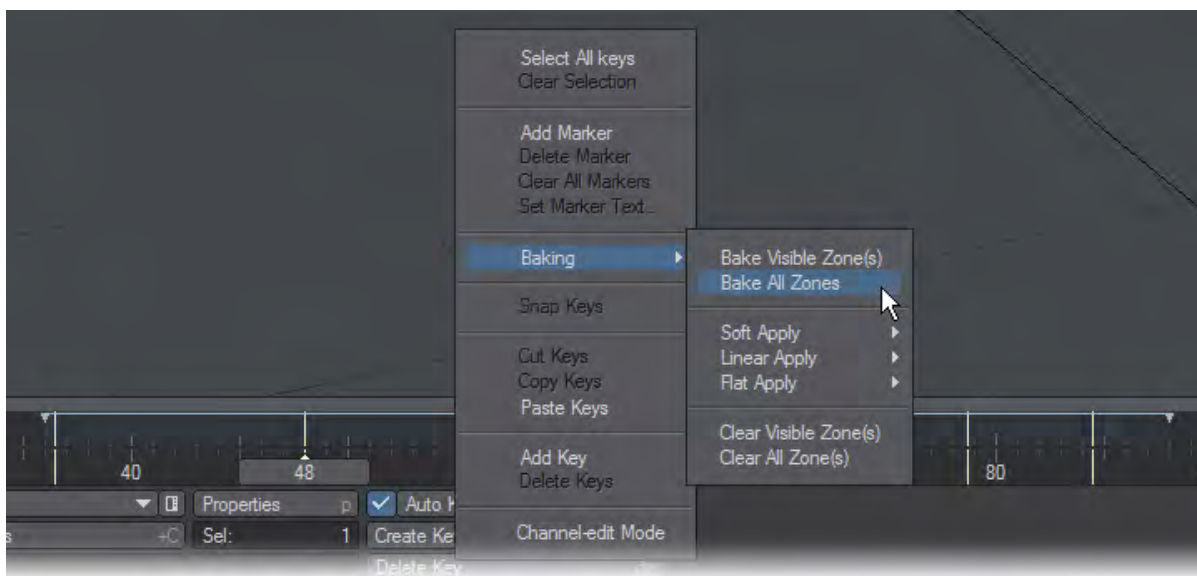 Select All keys
Clear Selection
Add Marker
Delete Marker
Clear All Markers
Set Marker Text...
Baking
Snap Keys
Cut Keys
Copy Keys
Paste Keys
Add Key
Delete Keys
Channel-edit Mode
Bake Visible Zone(s)
Bake All Zones
Soft Apply
Linear Apply
Flat Apply
Clear Visible Zone(s)
Clear All Zone(s)
40
48
80
Properties p
Auto K
s +C
Sel: 1
Create Ke
Delete Key